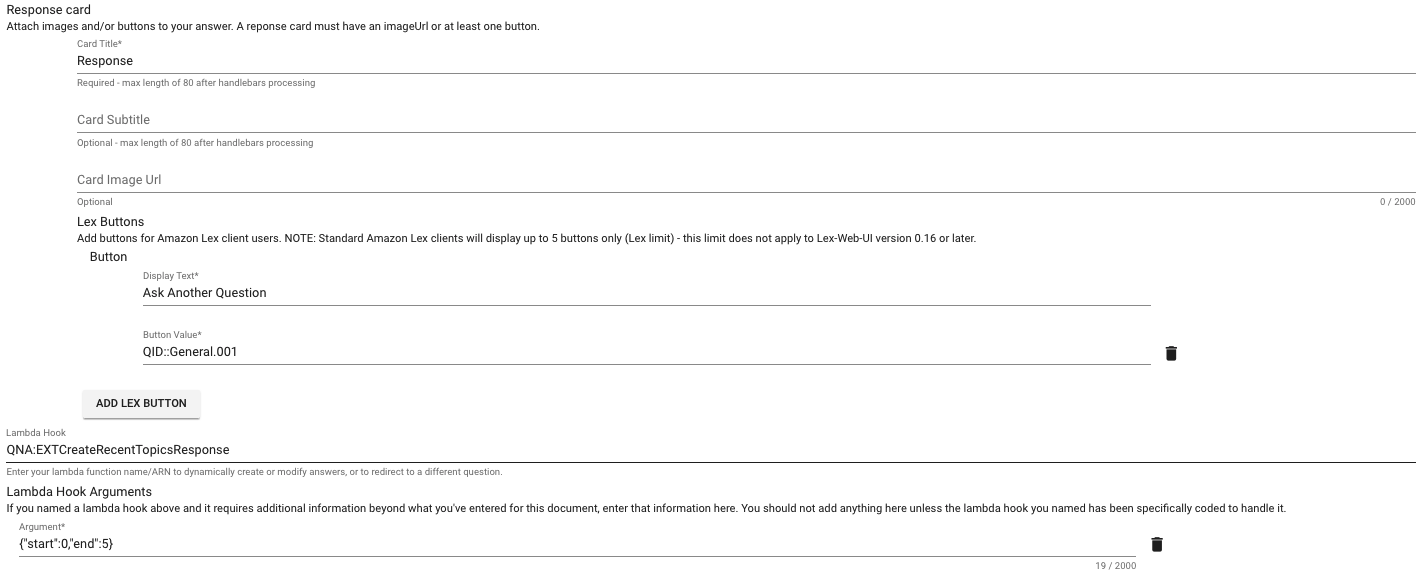 Response card
Attach images and/or buttons to your answer. A reponse card must have an imageUrl or at least one button.
Card Title*
Response
Required - max length of 80 after handlebars processing
Card Subtitle
Optional - max length of 80 after handlebars processing
Card Image Url
Optional 0 / 2000
Lex Buttons
Add buttons for Amazon Lex client users. NOTE: Standard Amazon Lex clients will display up to 5 buttons only (Lex limit) - this limit does not apply to Lex-Web-UI version 0.16 or later.
Button
Display Text*
Ask Another Question
Button Value*
QID::General.001
ADD LEX BUTTON
Lambda Hook
QNA:EXTCreateRecentTopicsResponse
Enter your lambda function name/ARN to dynamically create or modify answers, or to redirect to a different question.
Lambda Hook Arguments
If you named a lambda hook above and it requires additional information beyond what you've entered for this document, enter that information here. You should not add anything here unless the lambda hook you named has been specifically coded to handle it.
Argument*
{"start":0,"end":5}
19 / 2000